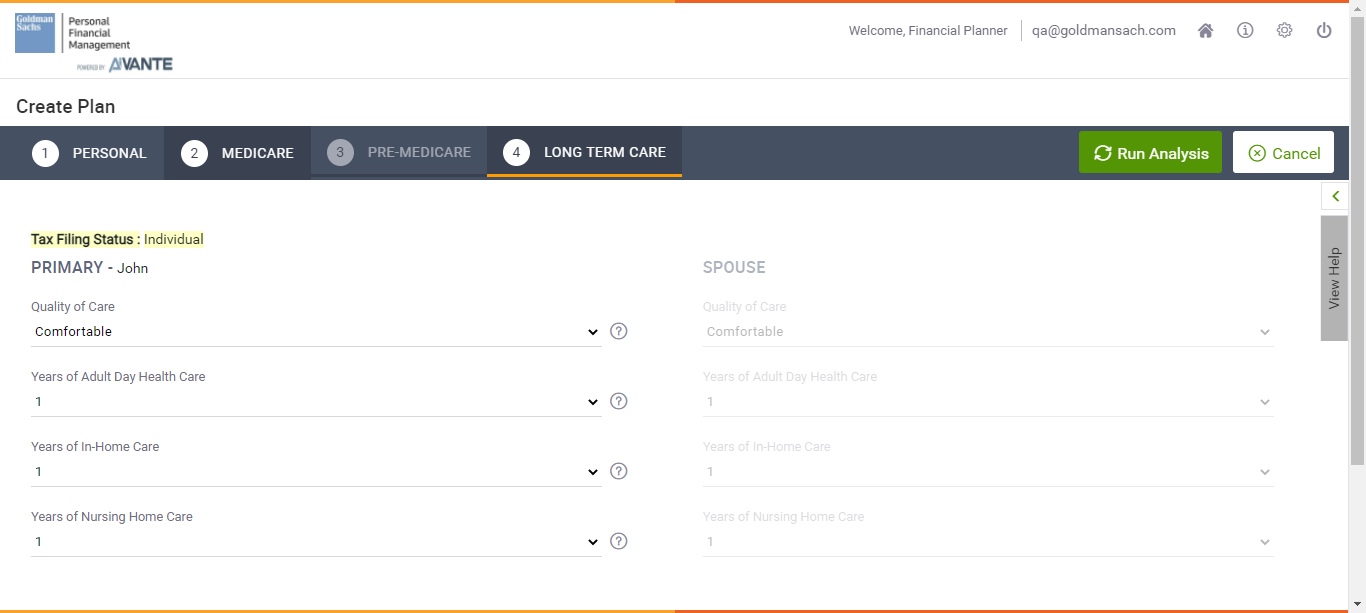 Goldman
Sachs
Personal
Financial
Management
POWERED BY AIVANTE
Welcome, Financial Planner
qa@goldmansach.com
Create Plan
1 PERSONAL
2 MEDICARE
3 PRE-MEDICARE
4 LONG TERM CARE
Run Analysis
Cancel
View Help
Tax Filing Status : Individual
PRIMARY - John
Quality of Care
Comfortable
Years of Adult Day Health Care
1
Years of In-Home Care
1
Years of Nursing Home Care
1
SPOUSE
Quality of Care
Comfortable
Years of Adult Day Health Care
1
Years of In-Home Care
1
Years of Nursing Home Care
1